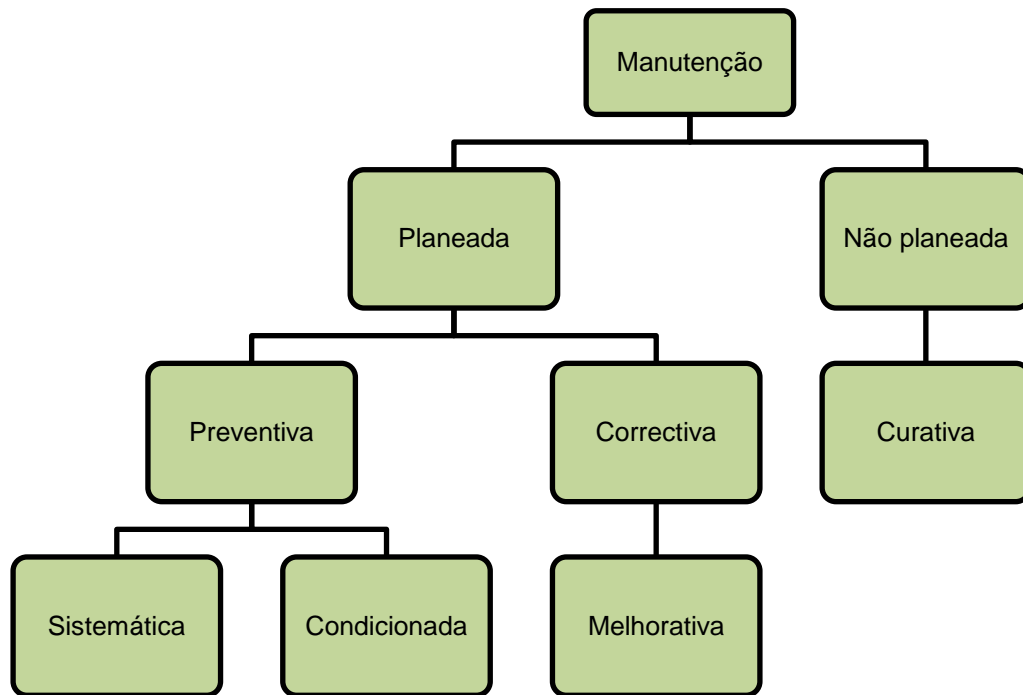 Manutenção
Planeada
Não planeada
Preventiva
Correctiva
Curativa
Sistemática
Condicionada
Melhorativa